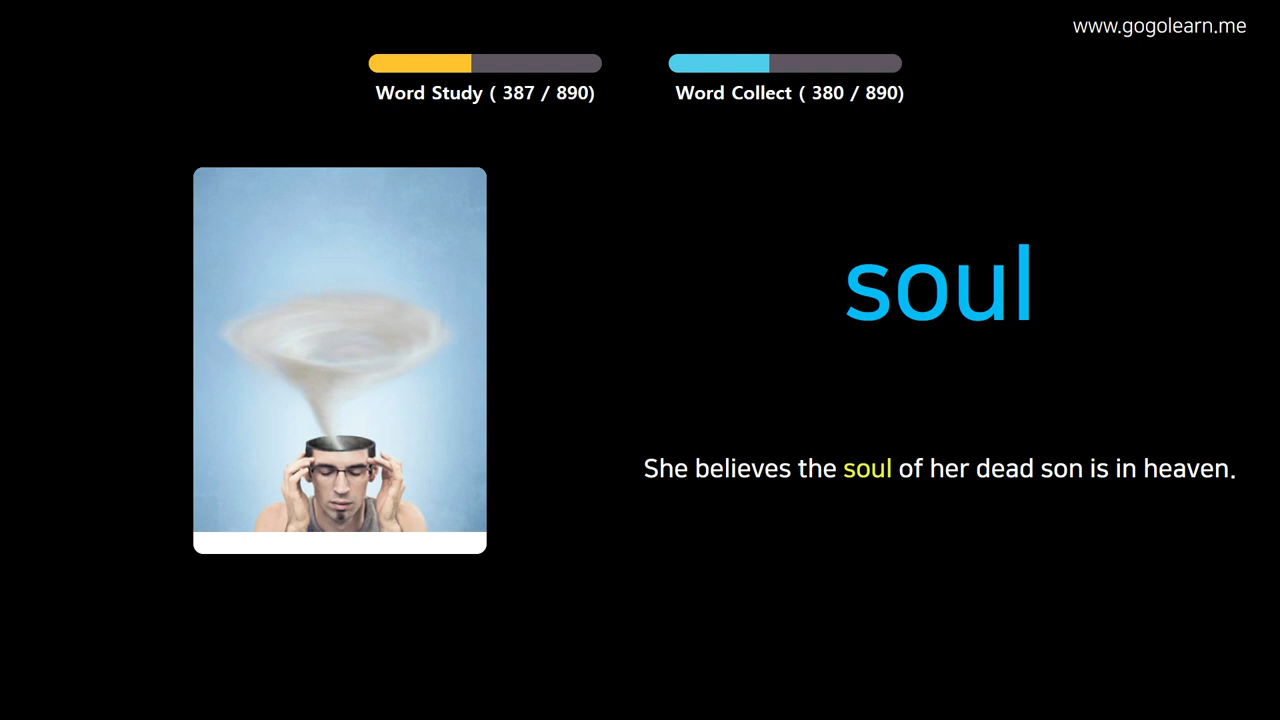 www.gogolearn.me
Word Study ( 387 / 890)
Word Collect ( 380 / 890)
soul
She believes the soul of her dead son is in heaven.